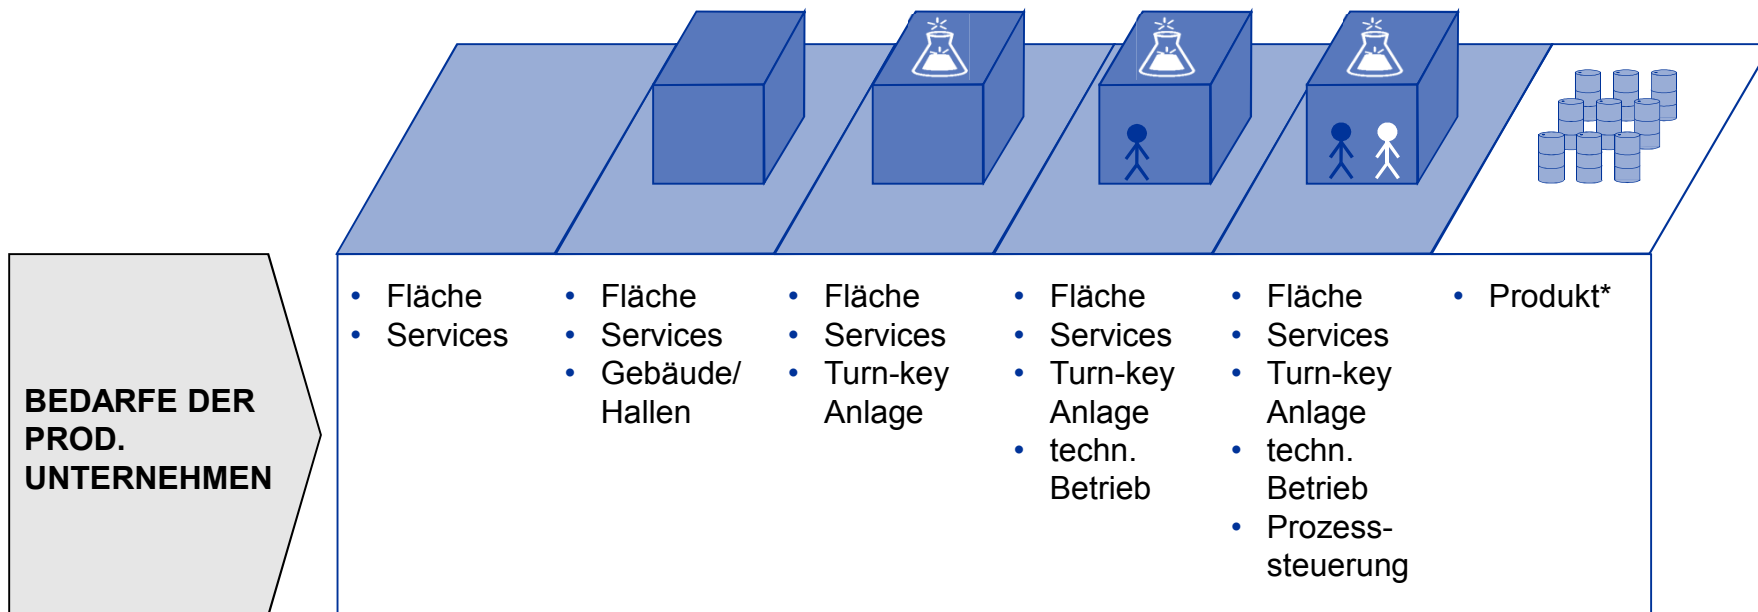 BEDARFE DER
PROD.
UNTERNEHMEN
• Fläche
• Services
• Fläche
• Services
• Gebäude/
Hallen
• Fläche
• Services
• Turn-key
Anlage
• Fläche
• Services
• Turn-key
Anlage
• techn.
Betrieb
• Fläche
• Services
• Turn-key
Anlage
• techn.
Betrieb
• Prozess-
steuerung
• Produkt*